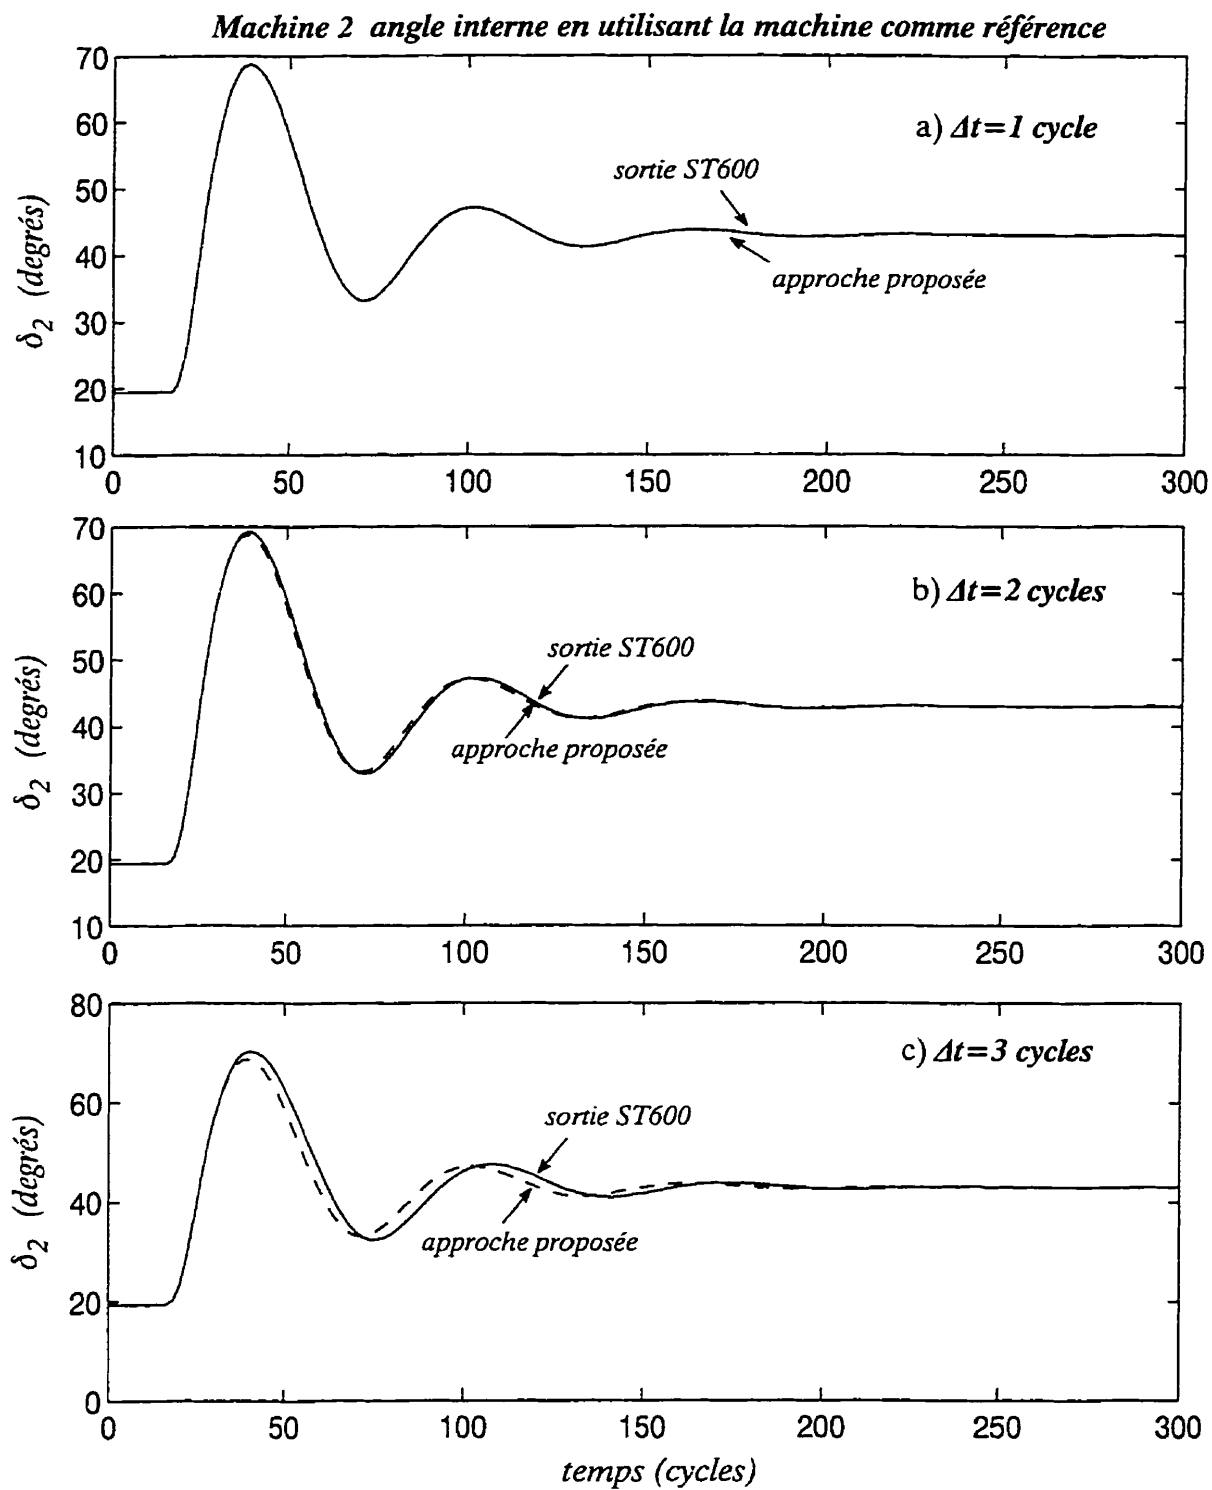 Machine 2 angle interne en utilisant la machine comme référence
70
60
50
40
30
20
10
δ2 (degrés)
a) Δt=1 cycle
sortie ST600
approche proposée
0 50 100 150 200 250 300
70
60
50
40
30
20
10
δ2 (degrés)
b) Δt=2 cycles
sortie ST600
approche proposée
0 50 100 150 200 250 300
80
60
40
20
0
δ2 (degrés)
c) Δt=3 cycles
sortie ST600
approche proposée
0 50 100 150 200 250 300
temps (cycles)